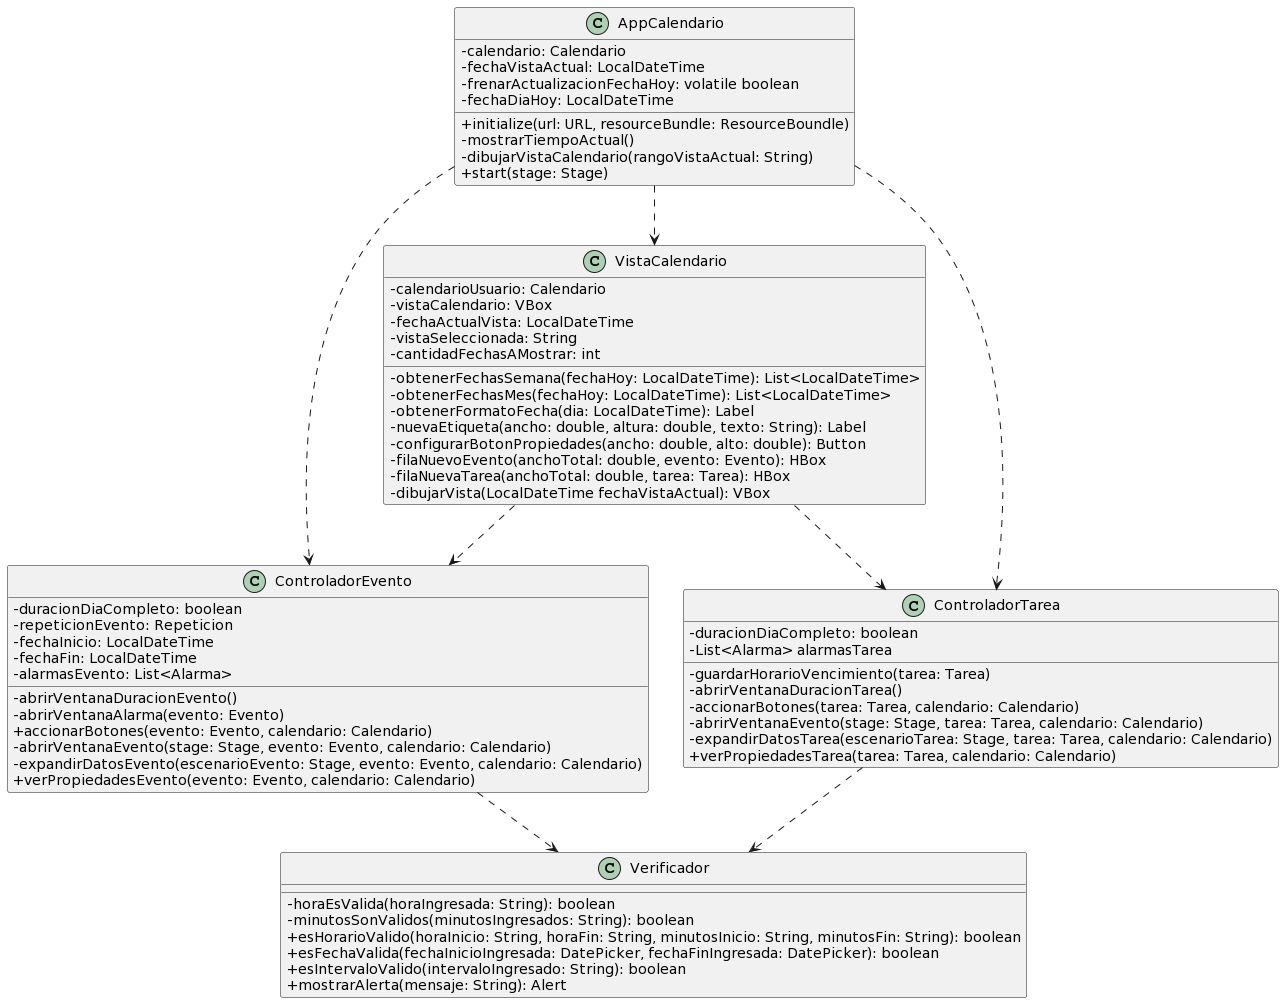 C AppCalendario
-calendario: Calendario
-fechaVistaActual: LocalDateTime
-frenarActualizacionFechaHoy: volatile boolean
-fechaDiaHoy: LocalDateTime
+initialize(url: URL, resourceBundle: ResourceBoundle)
-mostrarTiempoActual()
-dibujarVistaCalendario(rangoVistaActual: String)
+start(stage: Stage)
C VistaCalendario
-calendarioUsuario: Calendario
-vistaCalendario: VBox
-fechaActualVista: LocalDateTime
-vistaSeleccionada: String
-cantidadFechasAMostrar: int
-obtenerFechasSemana(fechaHoy: LocalDateTime): List<LocalDateTime>
-obtenerFechasMes(fechaHoy: LocalDateTime): List<LocalDateTime>
-obtenerFormatoFecha(dia: LocalDateTime): Label
-nuevaEtiqueta(ancho: double, altura: double, texto: String): Label
-configurarBotonPropiedades(ancho: double, alto: double): Button
-filaNuevoEvento(anchoTotal: double, evento: Evento): HBox
-filaNuevaTarea(anchoTotal: double, tarea: Tarea): HBox
-dibujarVista(LocalDateTime fechaVistaActual): VBox
C ControladorEvento
-duracionDiaCompleto: boolean
-repeticionEvento: Repeticion
-fechaInicio: LocalDateTime
-fechaFin: LocalDateTime
-alarmasEvento: List<Alarma>
-abrirVentanaDuracionEvento()
-abrirVentanaAlarma(evento: Evento)
+accionarBotones(evento: Evento, calendario: Calendario)
-abrirVentanaEvento(stage: Stage, evento: Evento, calendario: Calendario)
-expandirDatosEvento(escenarioEvento: Stage, evento: Evento, calendario: Calendario)
+verPropiedadesEvento(evento: Evento, calendario: Calendario)
C ControladorTarea
-duracionDiaCompleto: boolean
-List<Alarma> alarmasTarea
-guardarHorarioVencimiento(tarea: Tarea)
-abrirVentanaDuracionTarea()
-accionarBotones(tarea: Tarea, calendario: Calendario)
-abrirVentanaEvento(stage: Stage, tarea: Tarea, calendario: Calendario)
-expandirDatosTarea(escenarioTarea: Stage, tarea: Tarea, calendario: Calendario)
+verPropiedadesTarea(tarea: Tarea, calendario: Calendario)
C Verificador
-horaEsValida(horaIngresada: String): boolean
-minutosSonValidos(minutosIngresados: String): boolean
+esHorarioValido(horaInicio: String, horaFin: String, minutosInicio: String, minutosFin: String): boolean
+esFechaValida(fechaInicioIngresada: DatePicker, fechaFinIngresada: DatePicker): boolean
+esIntervaloValido(intervaloIngresado: String): boolean
+mostrarAlerta(mensaje: String): Alert